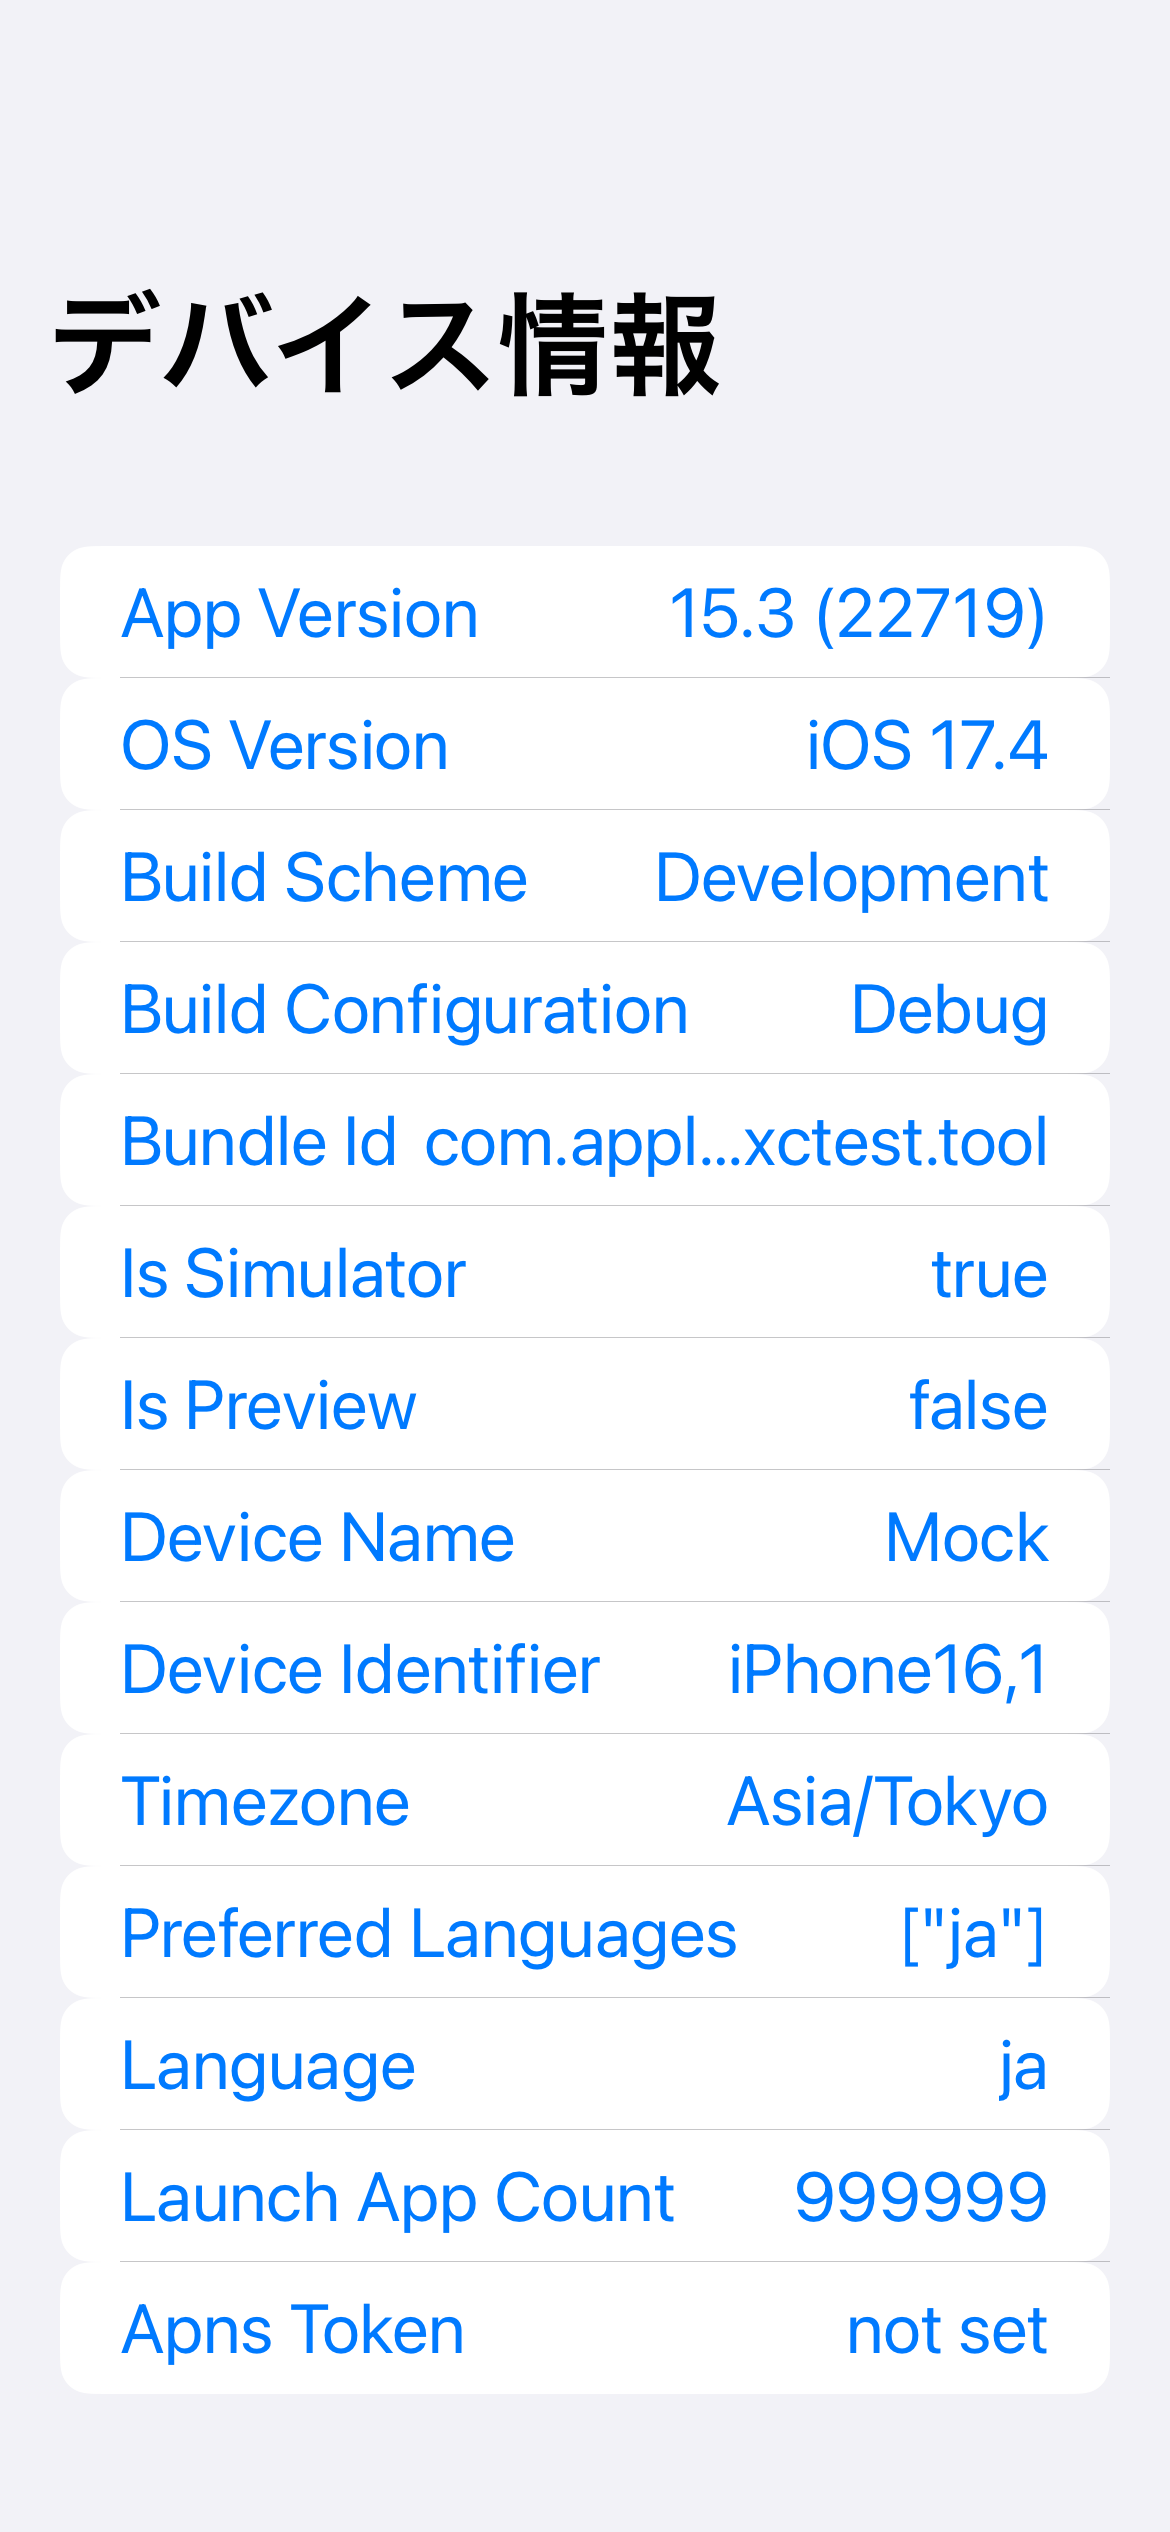 デバイス情報
App Version 15.3 (22719)
OS Version iOS 17.4
Build Scheme Development
Build Configuration Debug
Bundle Id com.appl...xctest.tool
Is Simulator true
Is Preview false
Device Name Mock
Device Identifier iPhone16,1
Timezone Asia/Tokyo
Preferred Languages ["ja"]
Language ja
Launch App Count 999999
Apns Token not set